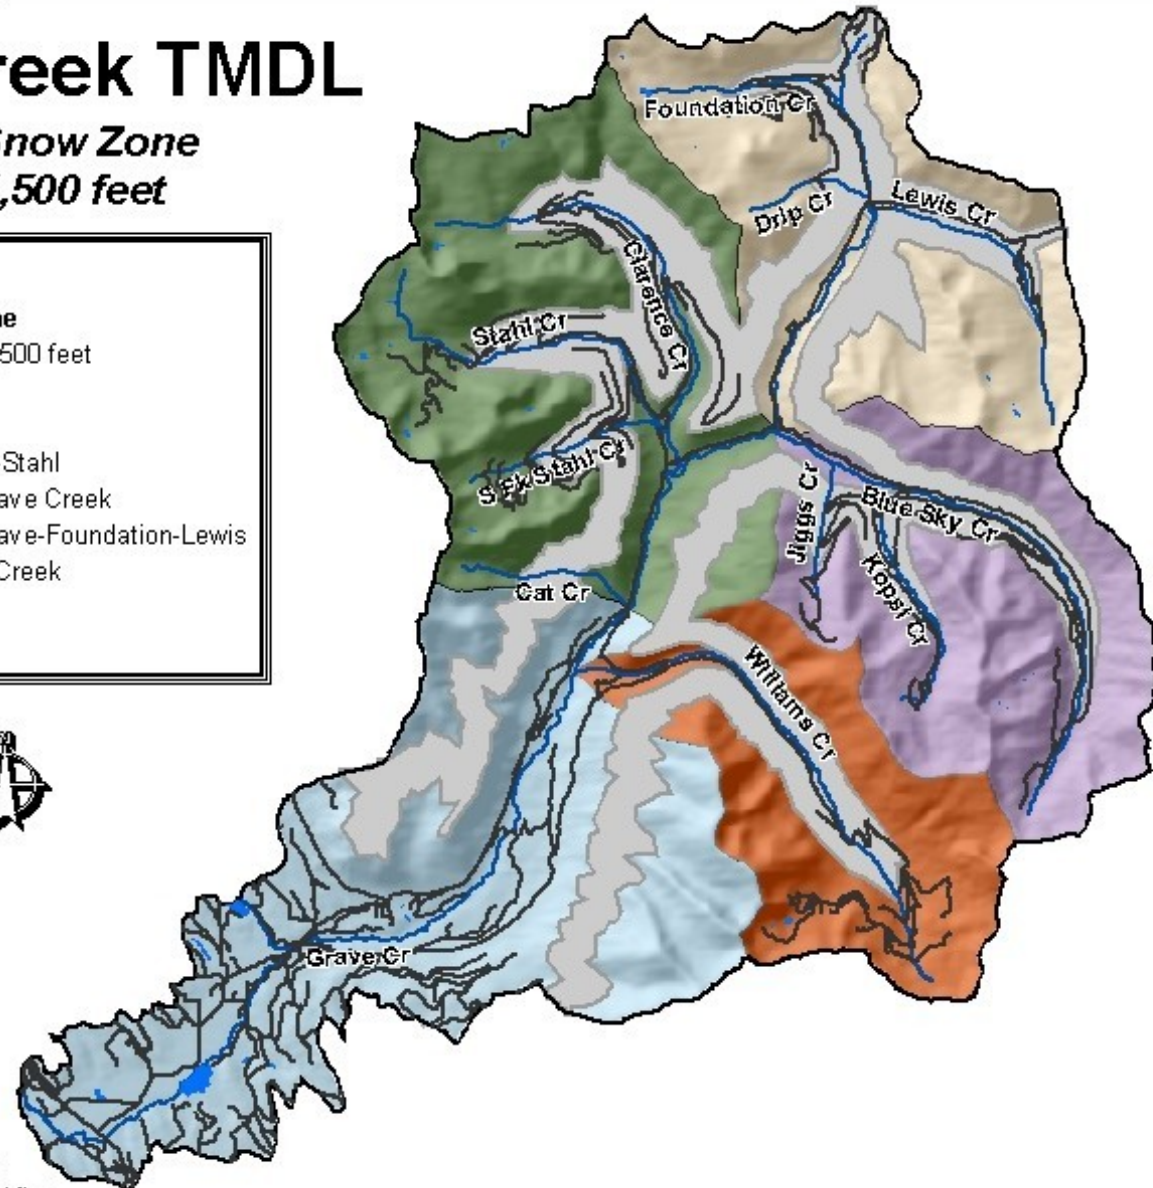 reek TMDL
Snow Zone
,500 feet
ne
500 feet
Stahl
ave Creek
ave-Foundation-Lewis
Creek
Foundation Cr
Drip Cr
Lewis Cr
Clarence Cr
Stahl Cr
S Fk Stahl Cr
Jiggs Cr
Blue Sky Cr
Kopsi Cr
Cat Cr
Williams Cr
Grave Cr